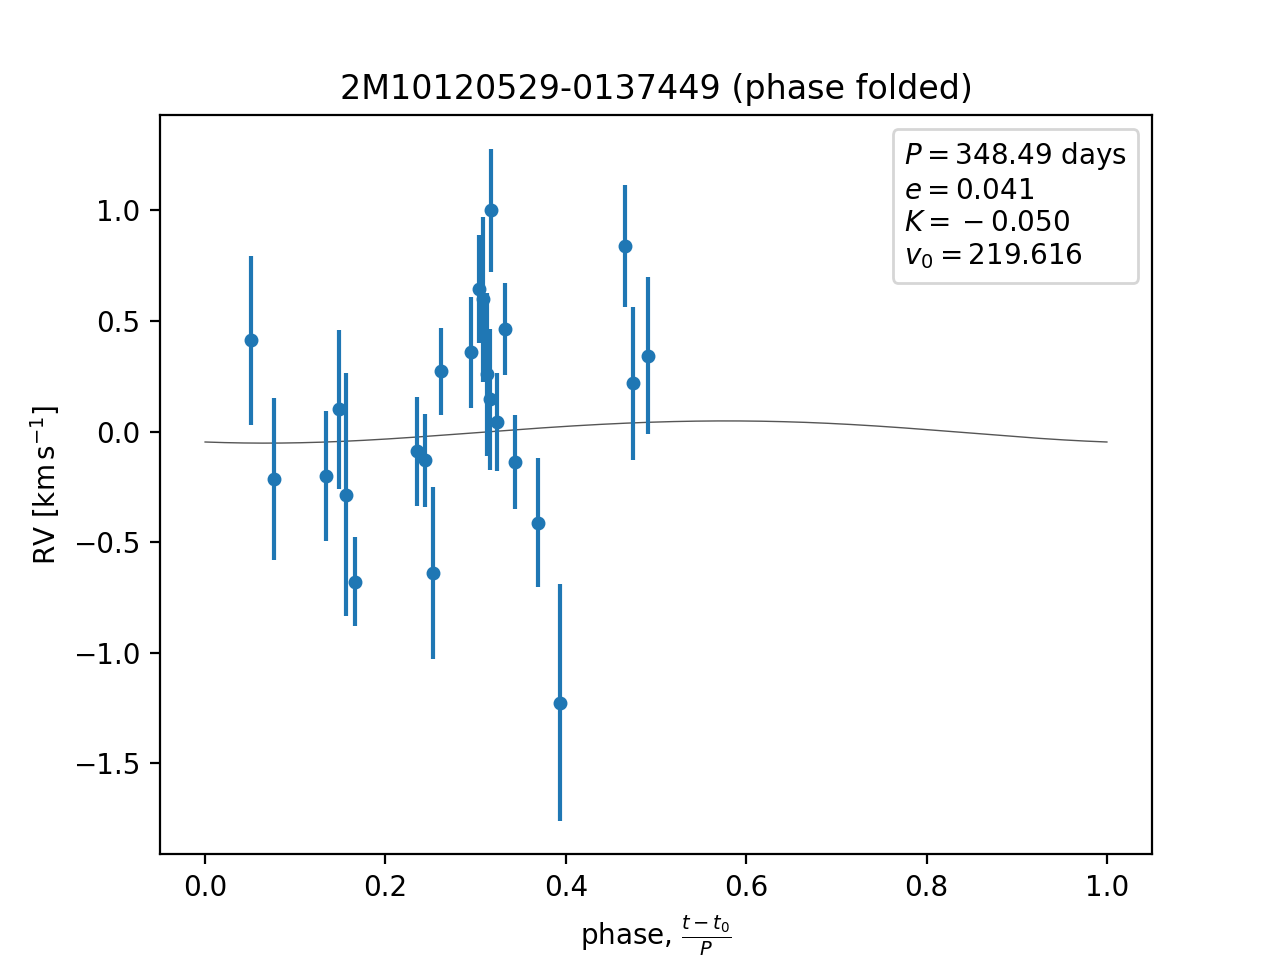 2M10120529-0137449 (phase folded)
P = 348.49 days
e = 0.041
K = −0.050
v₀ = 219.616
1.0
0.5
0.0
−0.5
−1.0
−1.5
RV [km s⁻¹]
0.0 0.2 0.4 0.6 0.8 1.0
phase, (t − t₀)/P